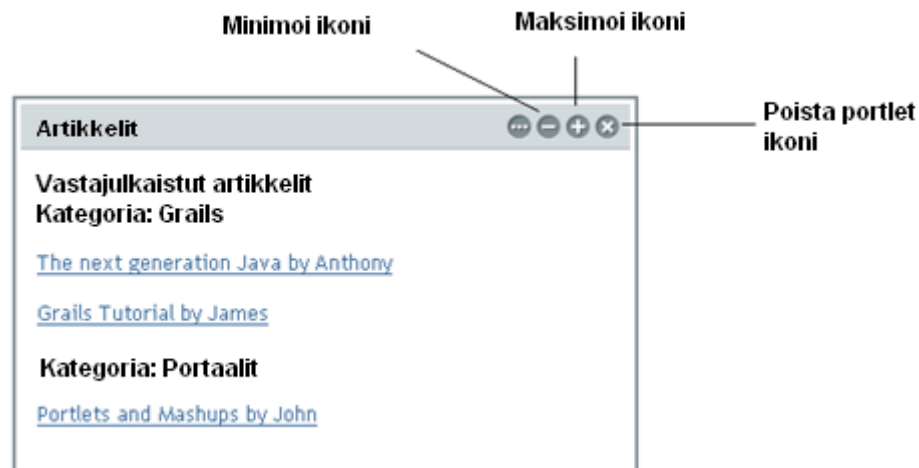 Minimoi ikoni
Maksimoi ikoni
Poista portlet
ikoni
Artikkelit
Vastajulkaistut artikkelit
Kategoria: Grails
The next generation Java by Anthony
Grails Tutorial by James
Kategoria: Portaalit
Portlets and Mashups by John